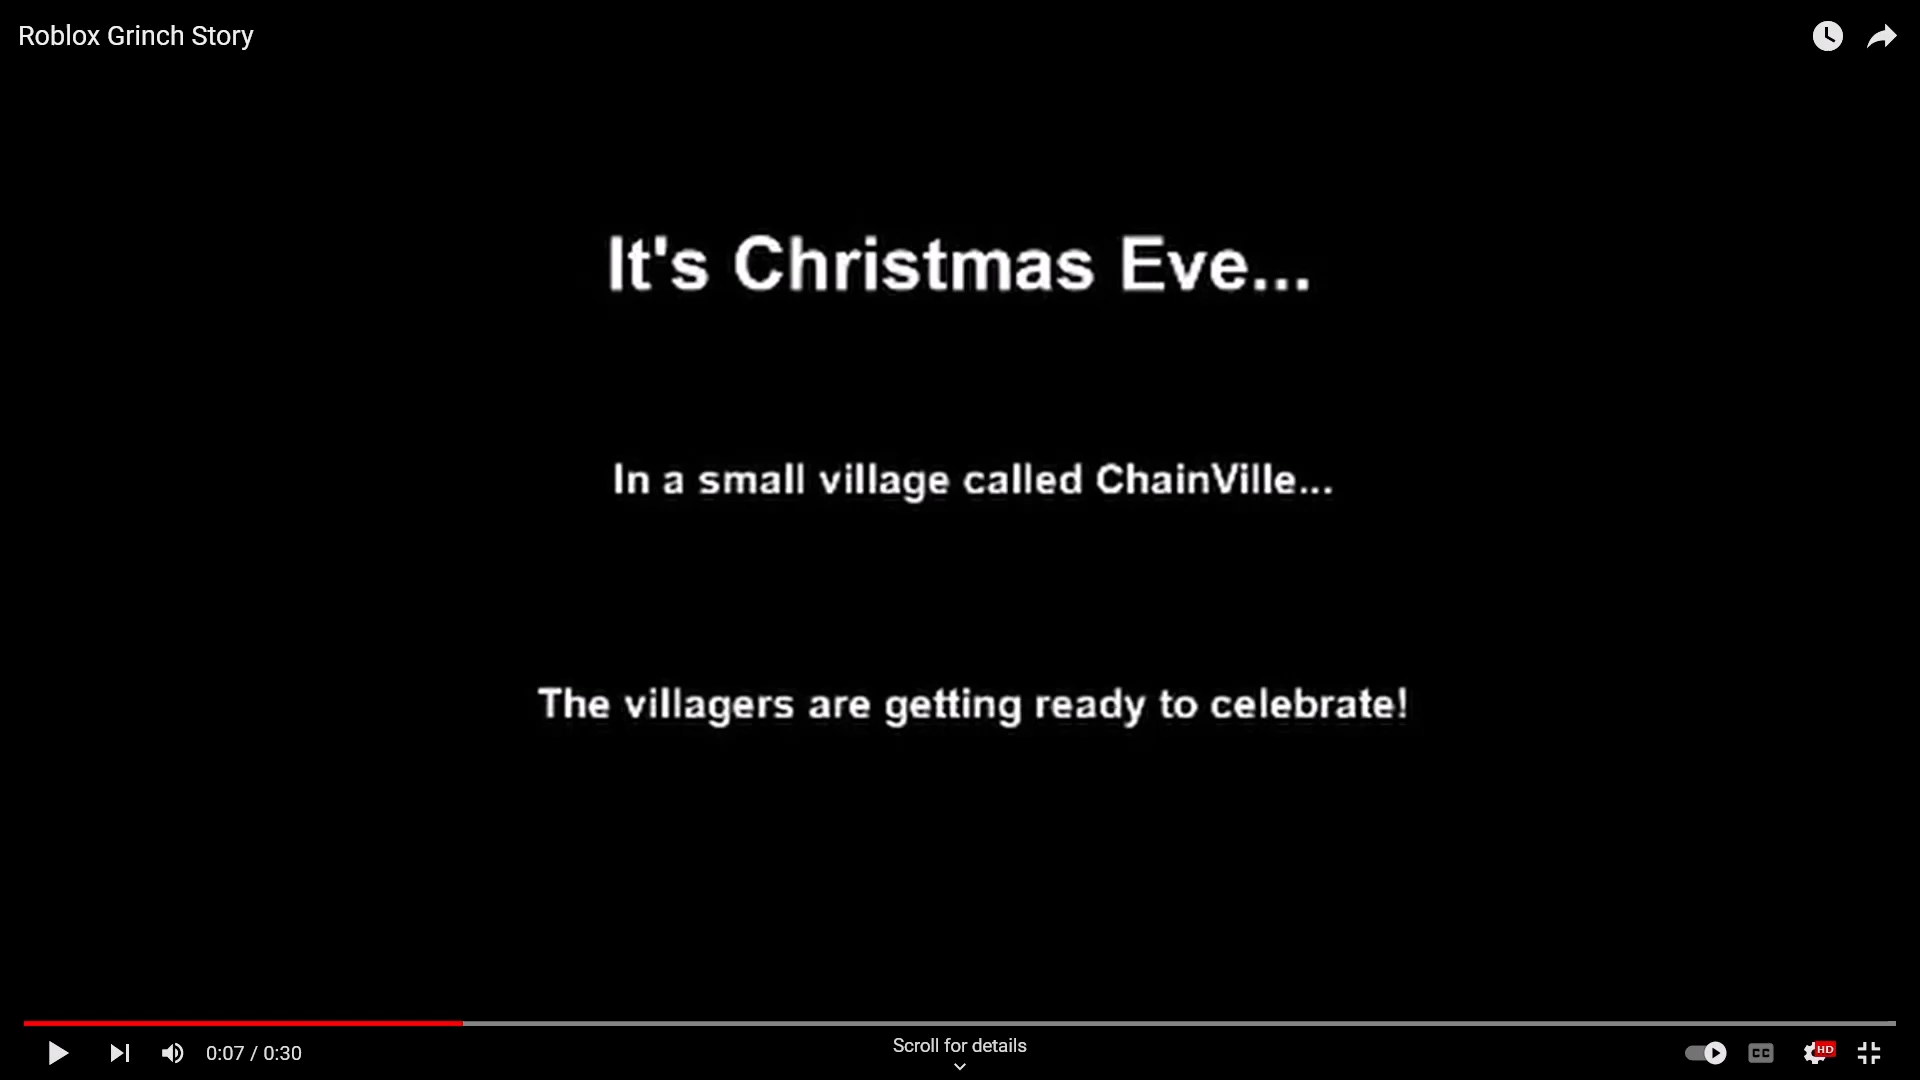 Roblox Grinch Story
It's Christmas Eve...
In a small village called ChainVille...
The villagers are getting ready to celebrate!
0:07 / 0:30
Scroll for details
CC
HD